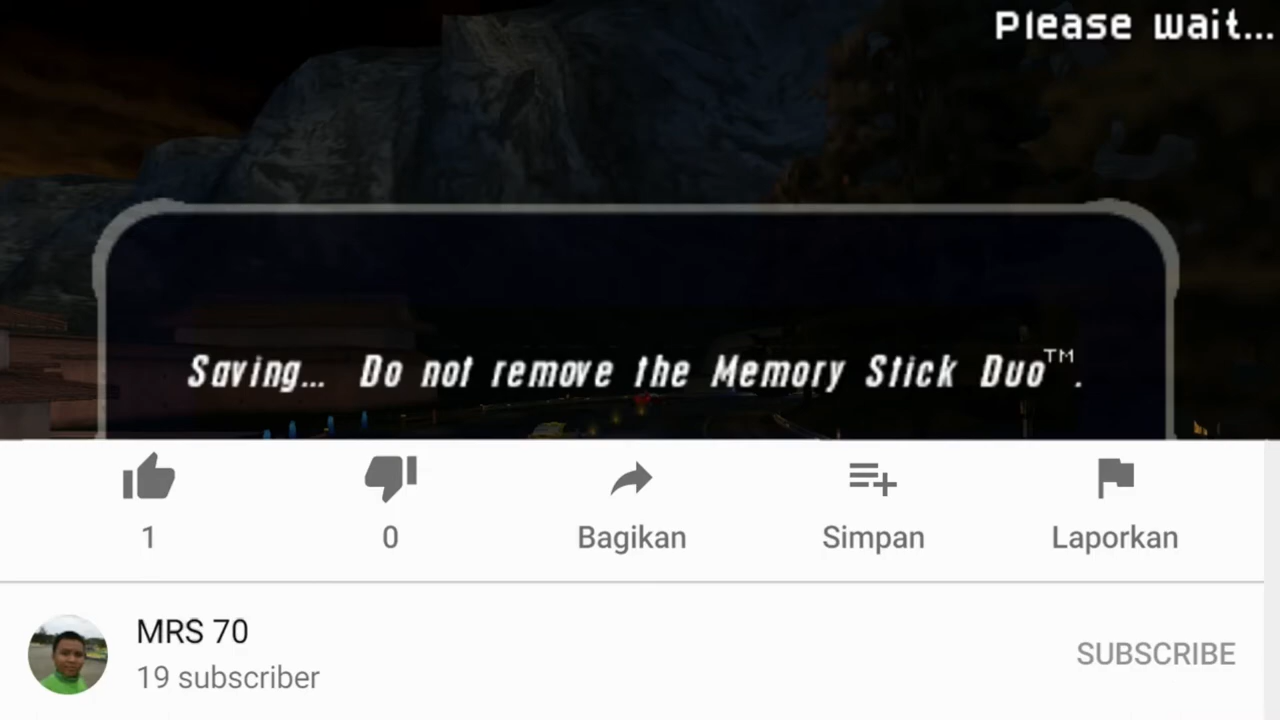 Please wait...
Saving... Do not remove the Memory Stick Duo™.
1
0
Bagikan
Simpan
Laporkan
MRS 70
19 subscriber
SUBSCRIBE